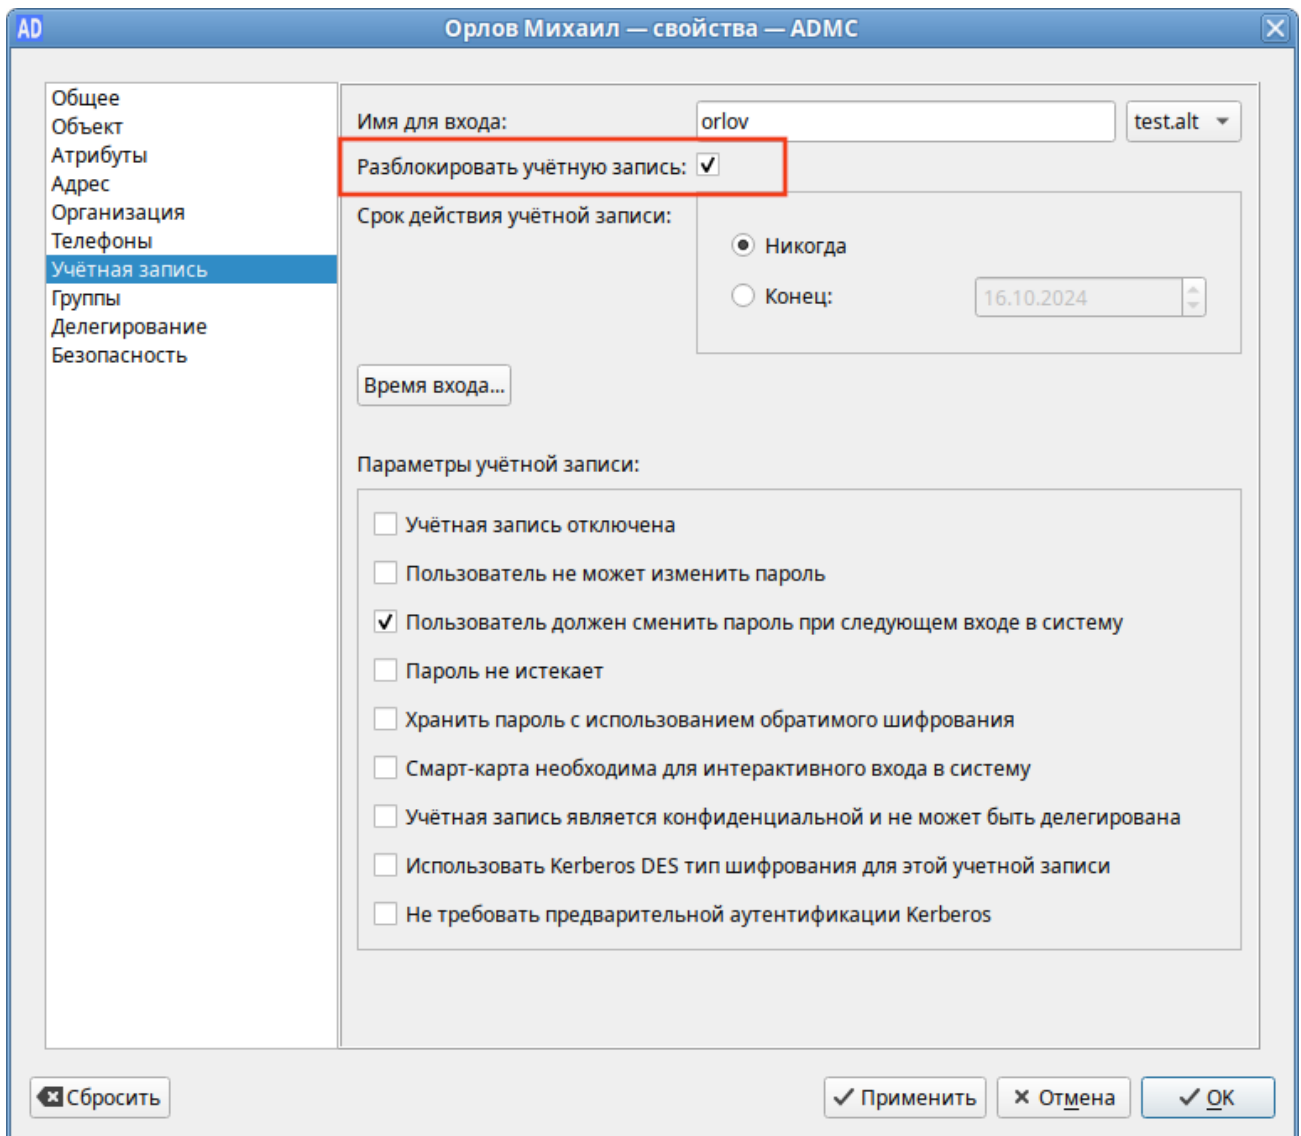 AD Орлов Михаил — свойства — ADMC
Общее
Объект
Атрибуты
Адрес
Организация
Телефоны
Учётная запись
Группы
Делегирование
Безопасность
Имя для входа: orlov test.alt
Разблокировать учётную запись:
Срок действия учётной записи:
Никогда
Конец: 16.10.2024
Время входа...
Параметры учётной записи:
Учётная запись отключена
Пользователь не может изменить пароль
Пользователь должен сменить пароль при следующем входе в систему
Пароль не истекает
Хранить пароль с использованием обратимого шифрования
Смарт-карта необходима для интерактивного входа в систему
Учётная запись является конфиденциальной и не может быть делегирована
Использовать Kerberos DES тип шифрования для этой учетной записи
Не требовать предварительной аутентификации Kerberos
Сбросить Применить Отмена OK